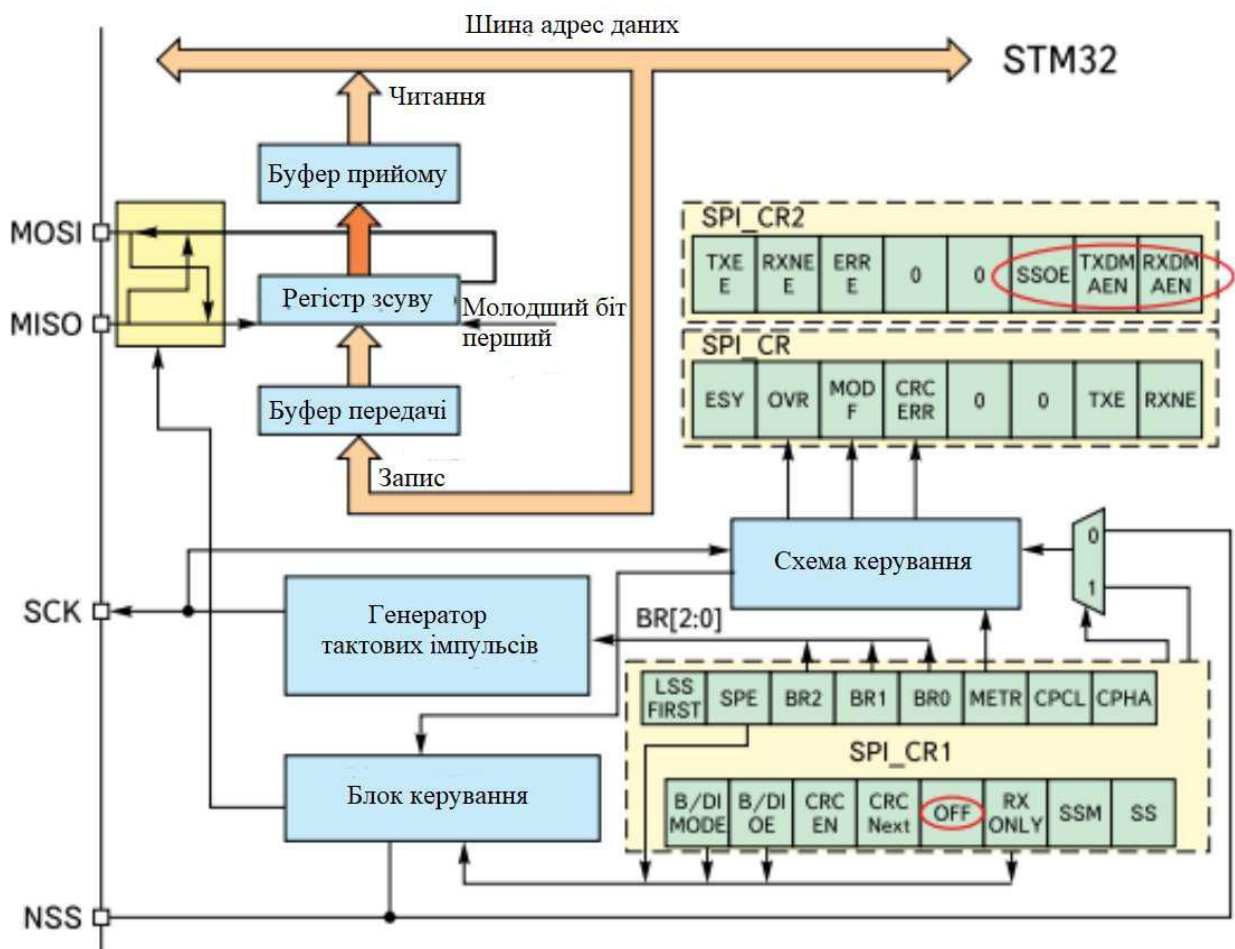 Шина адрес даних
STM32
Читання
Буфер прийому
MOSI
SPI_CR2
TXE
E
RXNE
E
ERR
E
0
0
SSOE
TXDM
AEN
RXDM
AEN
Регістр зсуву
Молодший біт
перший
MISO
SPI_CR
ESY
OVR
MOD
F
CRC
ERR
0
0
TXE
RXNE
Буфер передачі
Запис
Схема керування
0
1
SCK
Генератор
тактових імпульсів
BR[2:0]
LSS
FIRST
SPE
BR2
BR1
BR0
METR
CPCL
CPHA
SPI_CR1
Блок керування
B/DI
MODE
B/DI
OE
CRC
EN
CRC
Next
OFF
RX
ONLY
SSM
SS
NSS